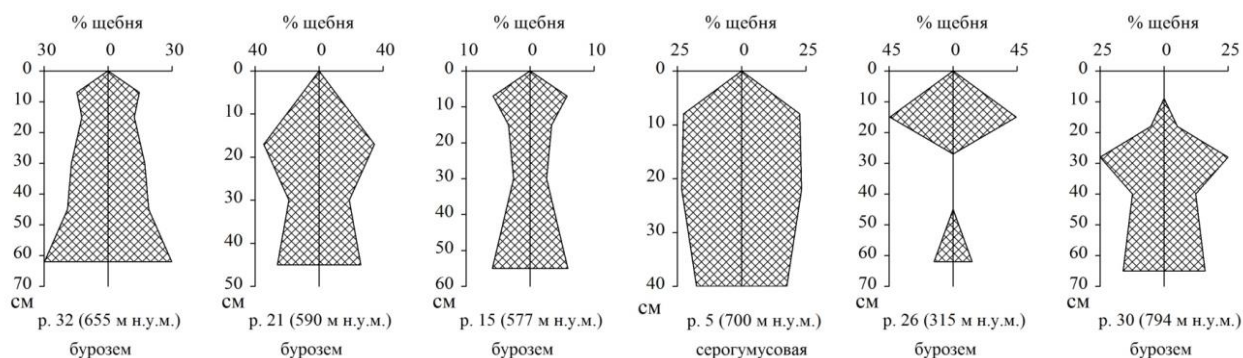 % щебня
30 0 30
0
10
20
30
40
50
60
70
см
р. 32 (655 м н.у.м.)
бурозем
% щебня
40 0 40
0
10
20
30
40
50
см
р. 21 (590 м н.у.м.)
бурозем
% щебня
10 0 10
0
10
20
30
40
50
60
см
р. 15 (577 м н.у.м.)
бурозем
% щебня
25 0 25
0
10
20
30
40
см
р. 5 (700 м н.у.м.)
серогумусовая
% щебня
45 0 45
0
10
20
30
40
50
60
70
см
р. 26 (315 м н.у.м.)
бурозем
% щебня
25 0 25
0
10
20
30
40
50
60
70
см
р. 30 (794 м н.у.м.)
бурозем